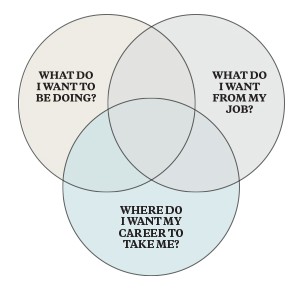 WHAT DO
I WANT TO
BE DOING?
WHAT DO
I WANT
FROM MY
JOB?
WHERE DO
I WANT MY
CAREER TO
TAKE ME?